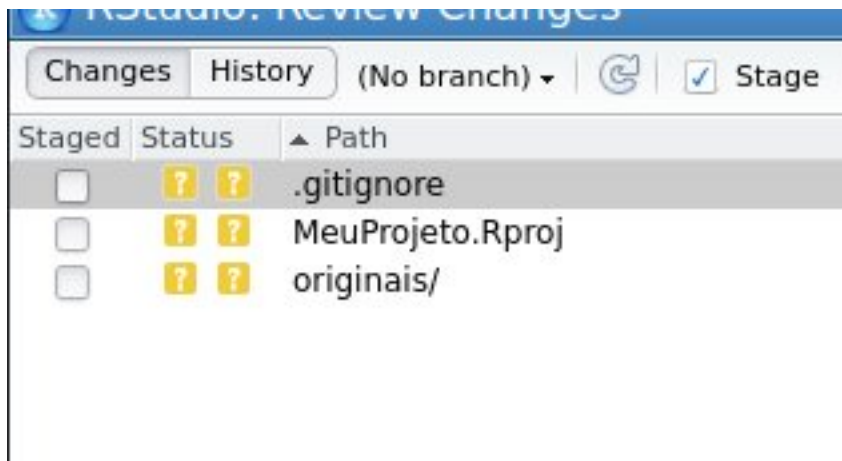 RStudio: Review Changes
Changes History (No branch) Stage
Staged Status Path
? ? .gitignore
? ? MeuProjeto.Rproj
? ? originais/